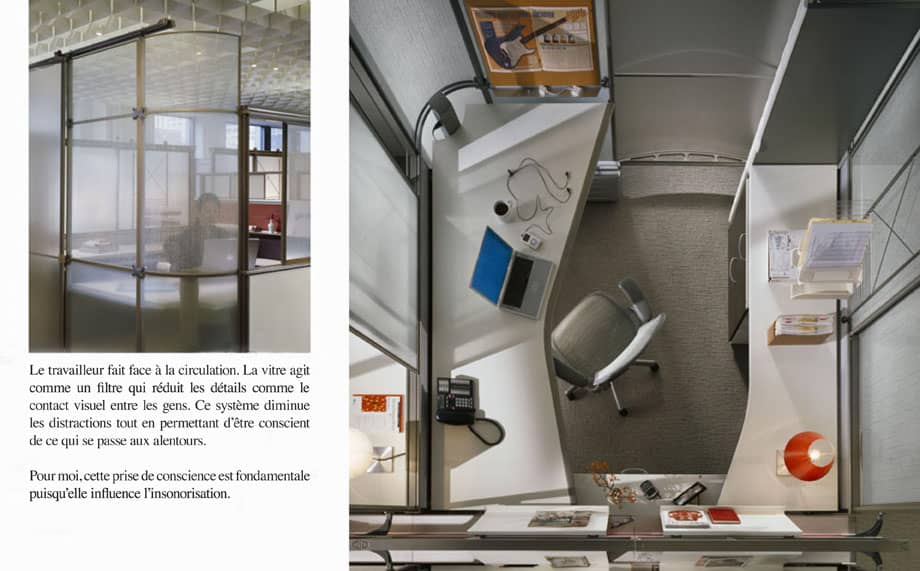 Le travailleur fait face à la circulation. La vitre agit
comme un filtre qui réduit les détails comme le
contact visuel entre les gens. Ce système diminue
les distractions tout en permettant d'être conscient
de ce qui se passe aux alentours.
Pour moi, cette prise de conscience est fondamentale
puisqu'elle influence l'insonorisation.